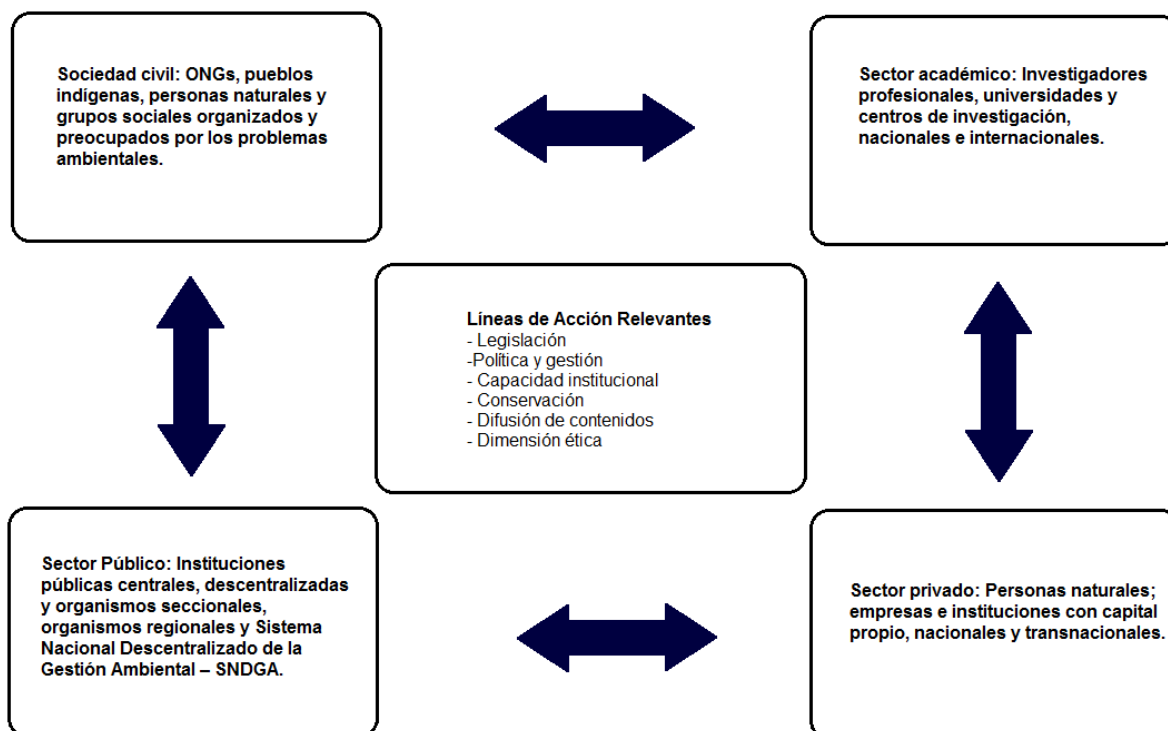 Sociedad civil: ONGs, pueblos
indígenas, personas naturales y
grupos sociales organizados y
preocupados por los problemas
ambientales.
Sector académico: Investigadores
profesionales, universidades y
centros de investigación,
nacionales e internacionales.
Líneas de Acción Relevantes
- Legislación
-Política y gestión
- Capacidad institucional
- Conservación
- Difusión de contenidos
- Dimensión ética
Sector Público: Instituciones
públicas centrales, descentralizadas
y organismos seccionales,
organismos regionales y Sistema
Nacional Descentralizado de la
Gestión Ambiental – SNDGA.
Sector privado: Personas naturales;
empresas e instituciones con capital
propio, nacionales y transnacionales.